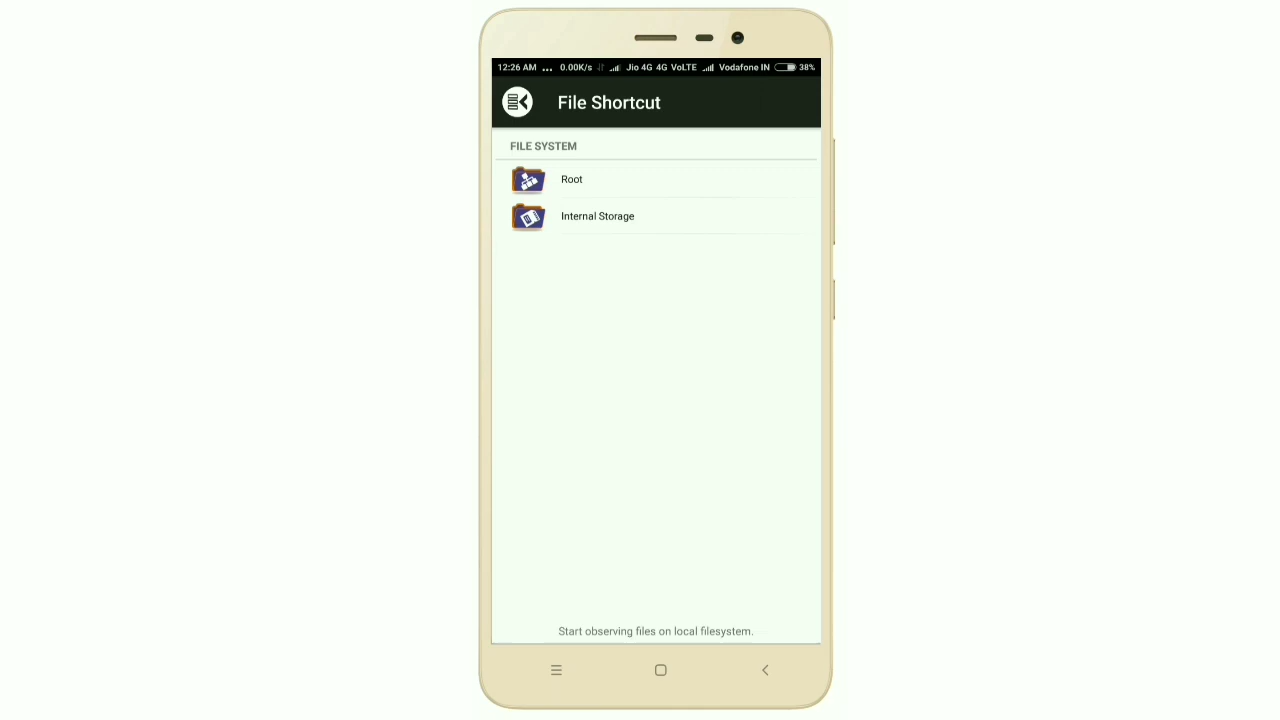 12:26 AM ... 0.00K/s Jio 4G 4G VoLTE Vodafone IN 38%
File Shortcut
FILE SYSTEM
Root
Internal Storage
Start observing files on local filesystem.